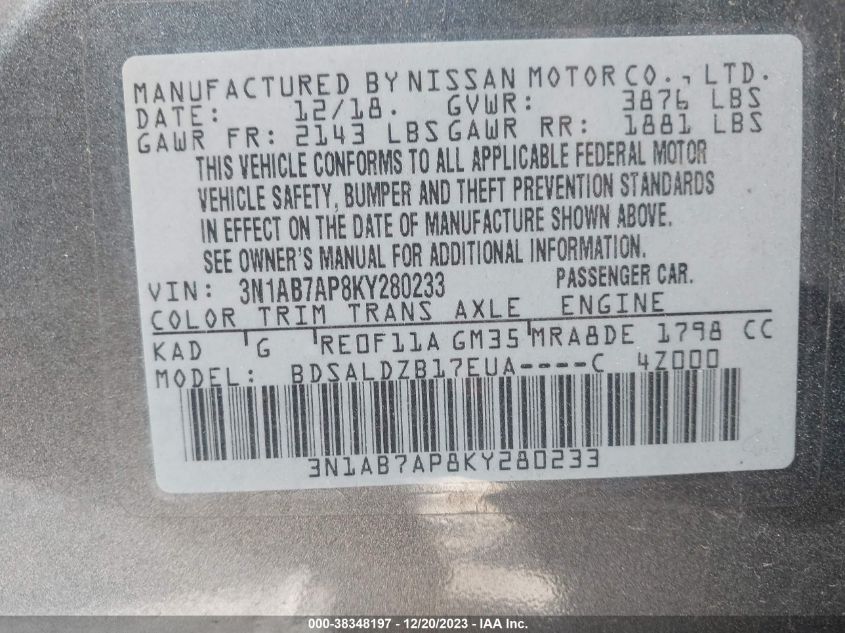 MANUFACTURED BY NISSAN MOTOR CO., LTD.
DATE: 12/18. GVWR: 3876 LBS
GAWR FR: 2143 LBS GAWR RR: 1881 LBS
THIS VEHICLE CONFORMS TO ALL APPLICABLE FEDERAL MOTOR
VEHICLE SAFETY, BUMPER AND THEFT PREVENTION STANDARDS
IN EFFECT ON THE DATE OF MANUFACTURE SHOWN ABOVE.
SEE OWNER'S MANUAL FOR ADDITIONAL INFORMATION.
VIN: 3N1AB7AP8KY280233 PASSENGER CAR.
COLOR TRIM TRANS AXLE ENGINE
KAD G RE0F11A GM35 MRA8DE 1798 CC
MODEL: BDSALDZB17EUA----C 4Z000
3N1AB7AP8KY280233
000-38348197 - 12/20/2023 - IAA Inc.